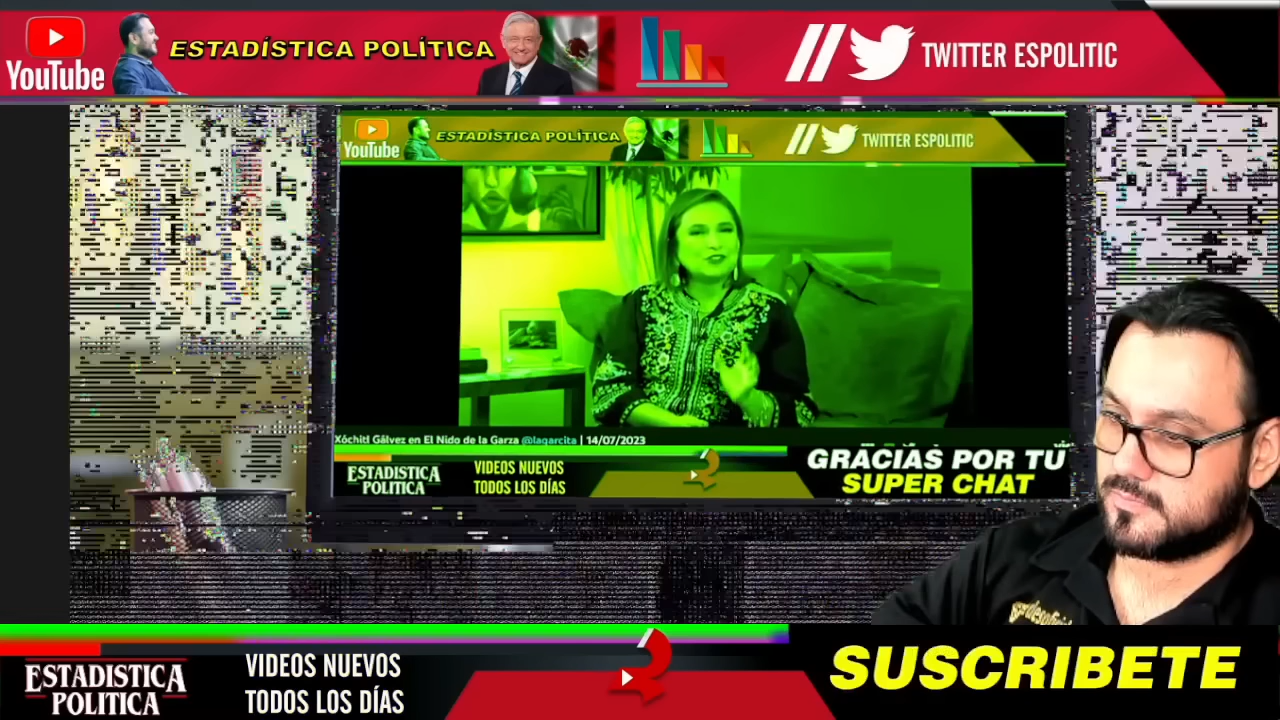 YouTube
ESTADÍSTICA POLÍTICA
TWITTER ESPOLITIC
YouTube
ESTADÍSTICA POLÍTICA
TWITTER ESPOLITIC
Xóchitl Gálvez en El Nido de la Garza @lagarcita | 14/07/2023
ESTADISTICA
POLITICA
VIDEOS NUEVOS
TODOS LOS DÍAS
GRACIAS POR TU
SUPER CHAT
ESTADISTICA
POLITICA
VIDEOS NUEVOS
TODOS LOS DÍAS
SUSCRIBETE